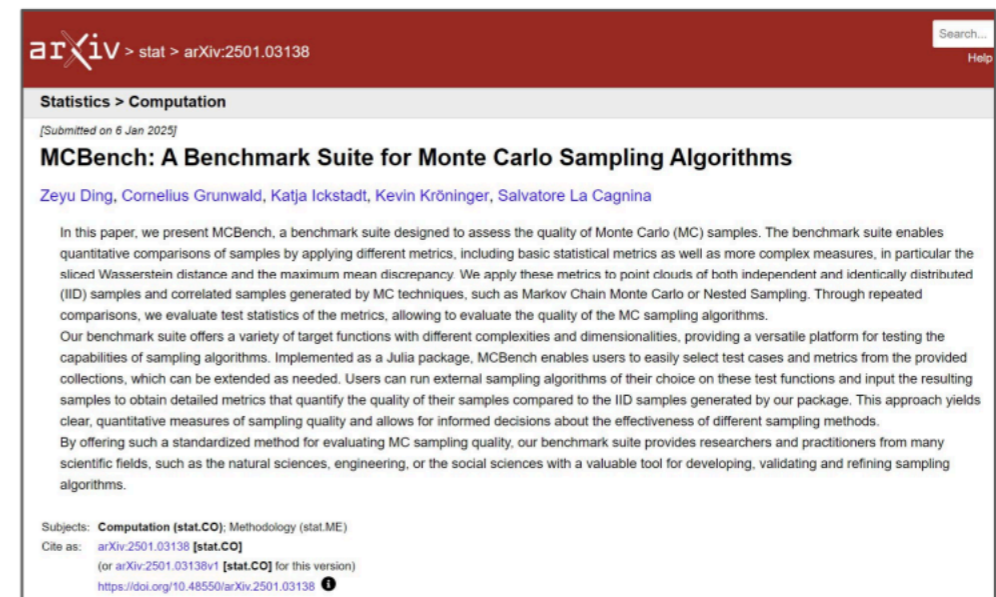 Search...
arXiv > stat > arXiv:2501.03138
Help
Statistics > Computation
[Submitted on 6 Jan 2025]
MCBench: A Benchmark Suite for Monte Carlo Sampling Algorithms
Zeyu Ding, Cornelius Grunwald, Katja Ickstadt, Kevin Kröninger, Salvatore La Cagnina
In this paper, we present MCBench, a benchmark suite designed to assess the quality of Monte Carlo (MC) samples. The benchmark suite enables
quantitative comparisons of samples by applying different metrics, including basic statistical metrics as well as more complex measures, in particular the
sliced Wasserstein distance and the maximum mean discrepancy. We apply these metrics to point clouds of both independent and identically distributed
(IID) samples and correlated samples generated by MC techniques, such as Markov Chain Monte Carlo or Nested Sampling. Through repeated
comparisons, we evaluate test statistics of the metrics, allowing to evaluate the quality of the MC sampling algorithms.
Our benchmark suite offers a variety of target functions with different complexities and dimensionalities, providing a versatile platform for testing the
capabilities of sampling algorithms. Implemented as a Julia package, MCBench enables users to easily select test cases and metrics from the provided
collections, which can be extended as needed. Users can run external sampling algorithms of their choice on these test functions and input the resulting
samples to obtain detailed metrics that quantify the quality of their samples compared to the IID samples generated by our package. This approach yields
clear, quantitative measures of sampling quality and allows for informed decisions about the effectiveness of different sampling methods.
By offering such a standardized method for evaluating MC sampling quality, our benchmark suite provides researchers and practitioners from many
scientific fields, such as the natural sciences, engineering, or the social sciences with a valuable tool for developing, validating and refining sampling
algorithms.
Subjects: Computation (stat.CO); Methodology (stat.ME)
Cite as: arXiv:2501.03138 [stat.CO]
(or arXiv:2501.03138v1 [stat.CO] for this version)
https://doi.org/10.48550/arXiv.2501.03138